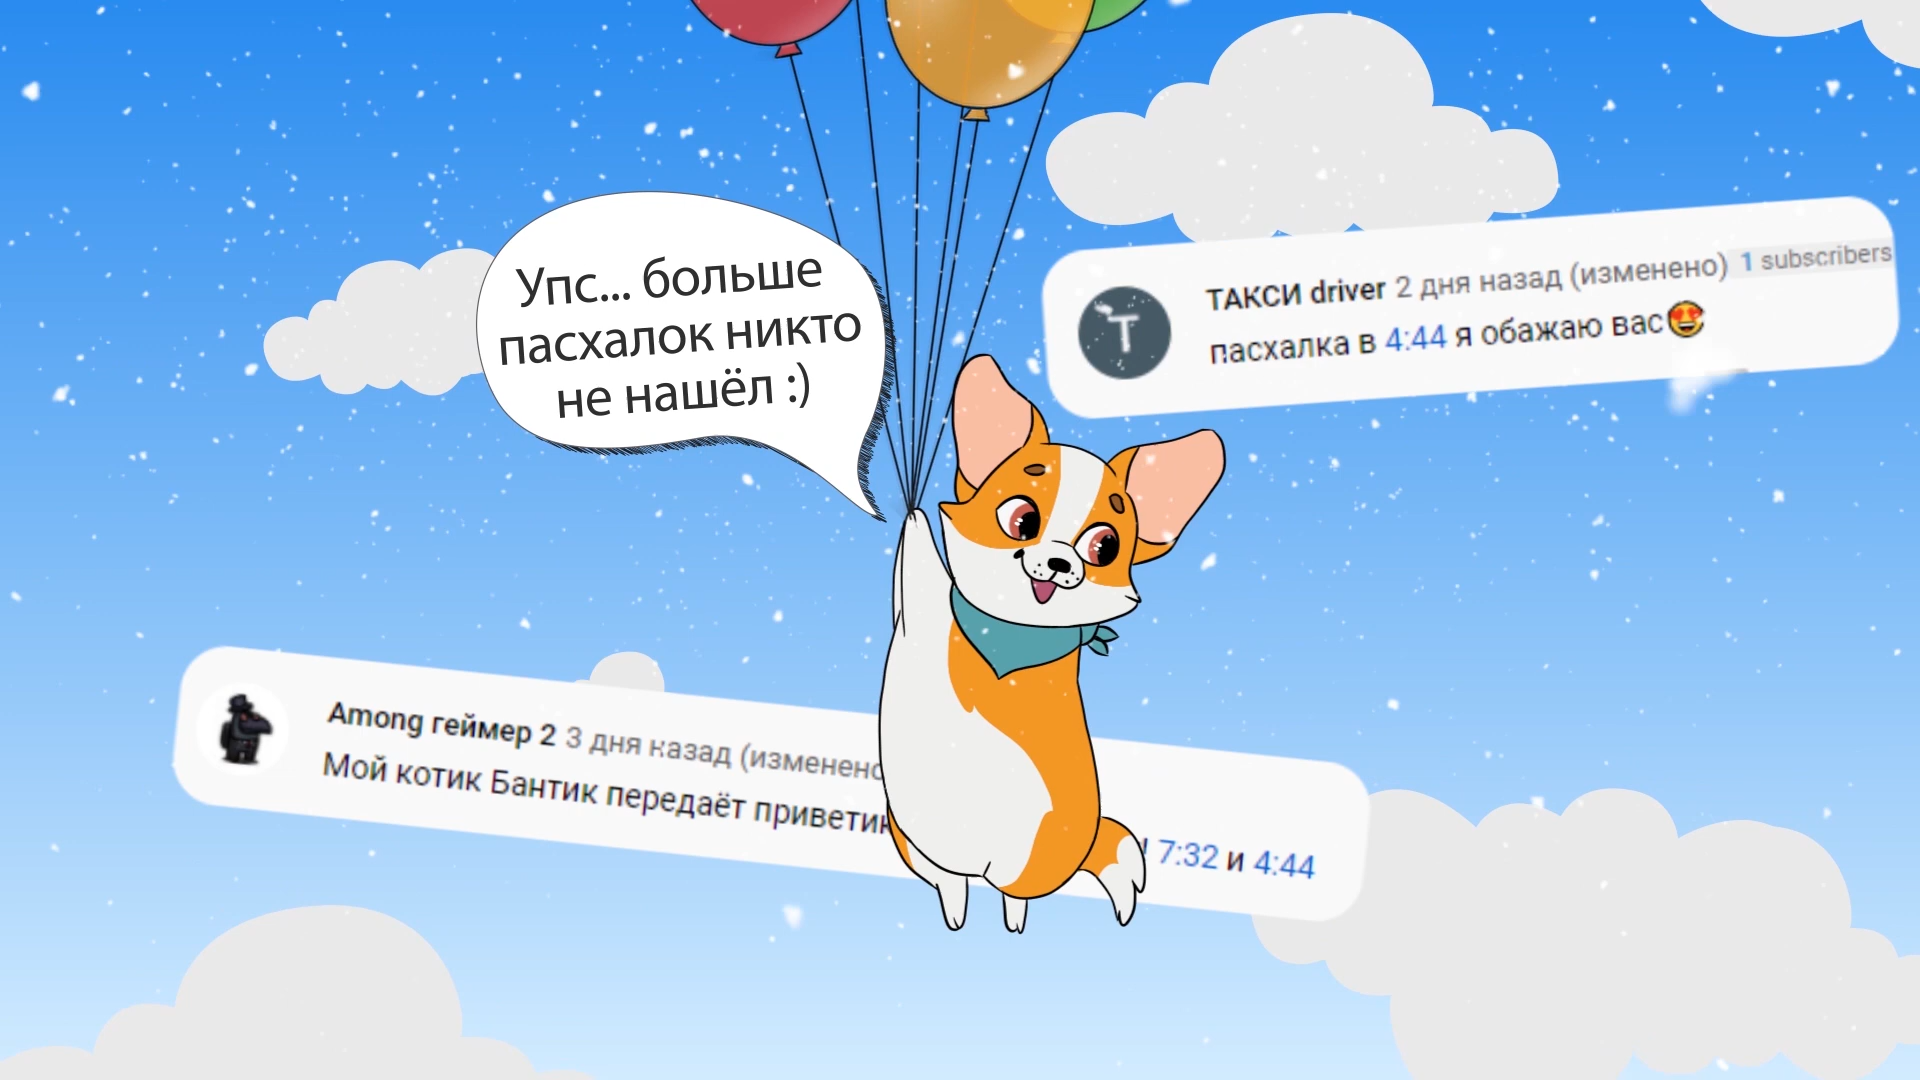 Упс... больше
пасхалок никто
не нашёл :)
ТАКСИ driver 2 дня назад (изменено) 1 subscribers
пасхалка в 4:44 я обажаю вас😍
T
Among геймер 2 3 дня назад (изменено
Мой котик Бантик передаёт приветик
! 7:32 и 4:44